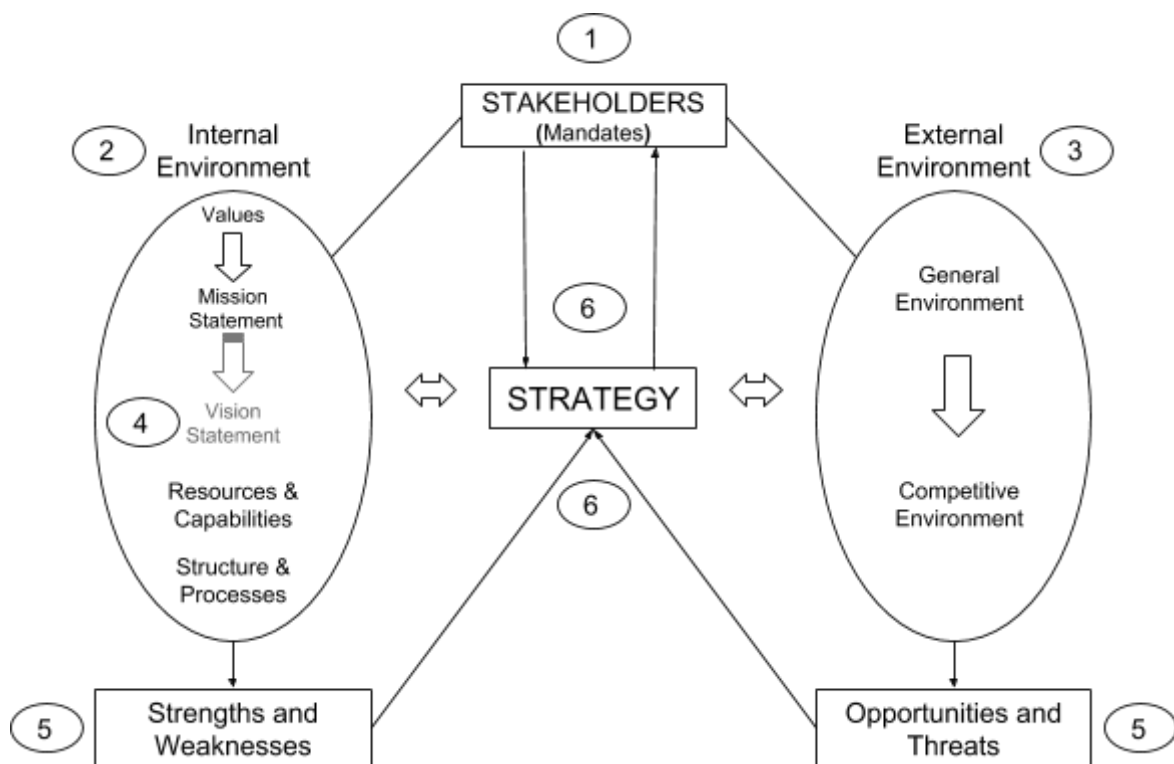 1
STAKEHOLDERS
(Mandates)
2
Internal
Environment
External
Environment
3
Values
Mission
Statement
4
Vision
Statement
Resources &
Capabilities
Structure &
Processes
6
STRATEGY
6
General
Environment
Competitive
Environment
5
Strengths and
Weaknesses
Opportunities and
Threats
5